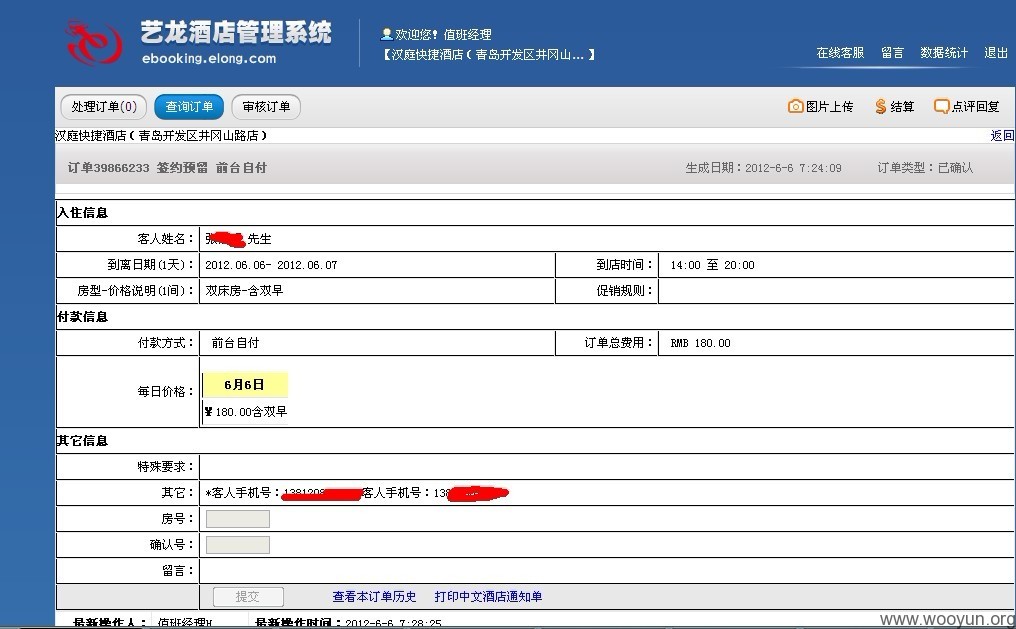 艺龙酒店管理系统
ebooking.elong.com
欢迎您! 值班经理
【汉庭快捷酒店（青岛开发区井冈山... 】
在线客服 留言 数据统计 退出
处理订单(0) 查询订单 审核订单
图片上传 结算 点评回复
汉庭快捷酒店（青岛开发区井冈山路店）
返回
订单39866233 签约预留 前台自付
生成日期：2012-6-6 7:24:09 订单类型：已确认
入住信息
客人姓名： 张 先生
到离日期(1天)： 2012.06.06- 2012.06.07 到店时间： 14:00 至 20:00
房型-价格说明(1间)： 双床房-含双早 促销规则：
付款信息
付款方式： 前台自付 订单总费用： RMB 180.00
每日价格：
6月6日
¥180.00含双早
其它信息
特殊要求：
其它： *客人手机号： 客人手机号：138
房号：
确认号：
留言：
提交 查看本订单历史 打印中文酒店通知单
最新操作人： 值班经理W 最新操作时间：2012-6-6 7:28:25
www.wooyun.org